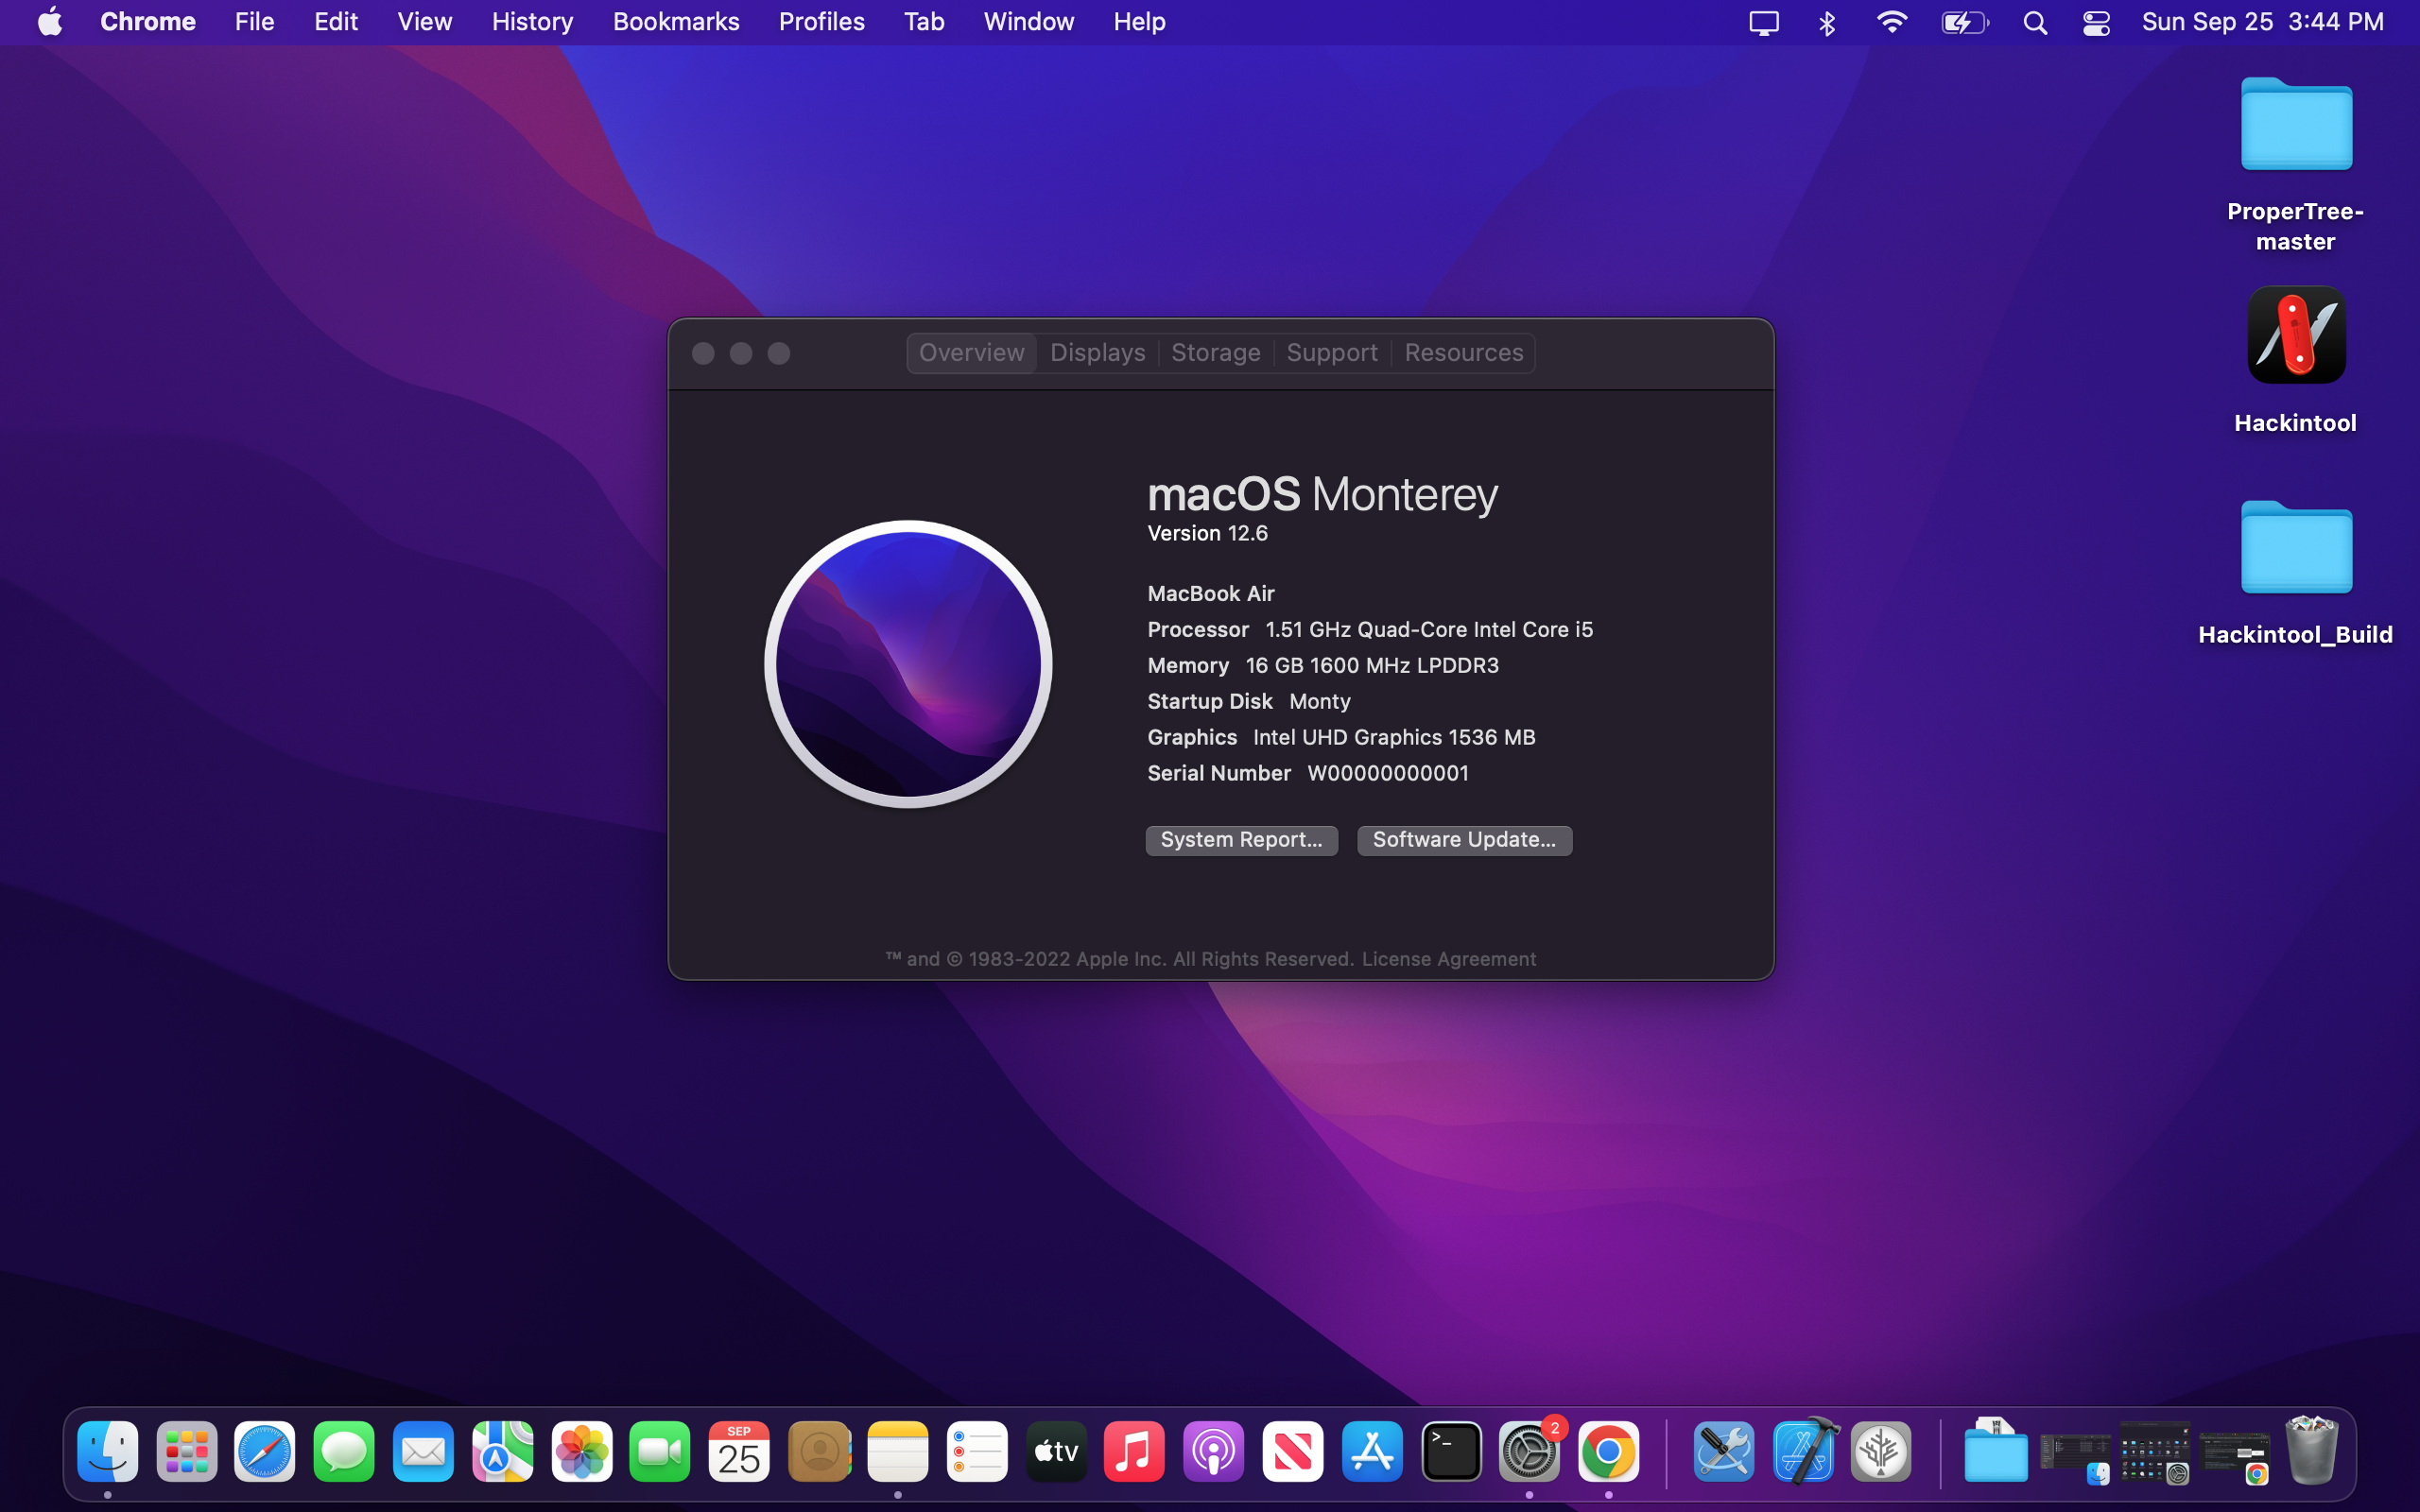 Chrome File Edit View History Bookmarks Profiles Tab Window Help Sun Sep 25 3:44 PM
ProperTree-
master
Hackintool
Hackintool_Build
Overview Displays Storage Support Resources
macOS Monterey
Version 12.6
MacBook Air
Processor 1.51 GHz Quad-Core Intel Core i5
Memory 16 GB 1600 MHz LPDDR3
Startup Disk Monty
Graphics Intel UHD Graphics 1536 MB
Serial Number W00000000001
System Report... Software Update...
™ and © 1983-2022 Apple Inc. All Rights Reserved. License Agreement
SEP
25
tv
>_
2